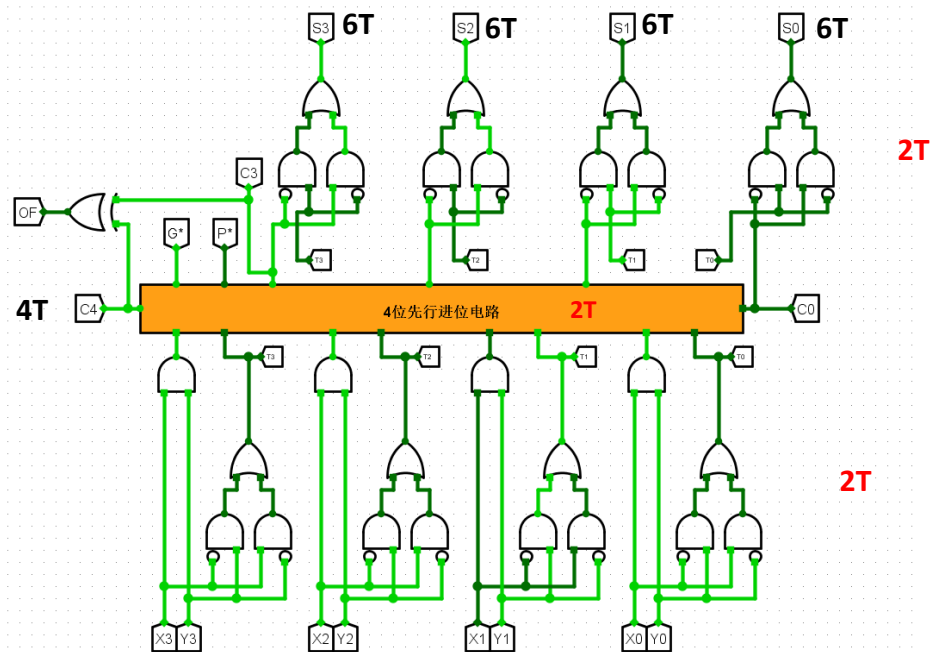 S3 6T S2 6T S1 6T S0 6T
2T
C3
OF
G* P*
T3 T2 T1 T0
4T C4 4位先行进位电路 2T C0
T3 T2 T1 T0
2T
X3 Y3 X2 Y2 X1 Y1 X0 Y0